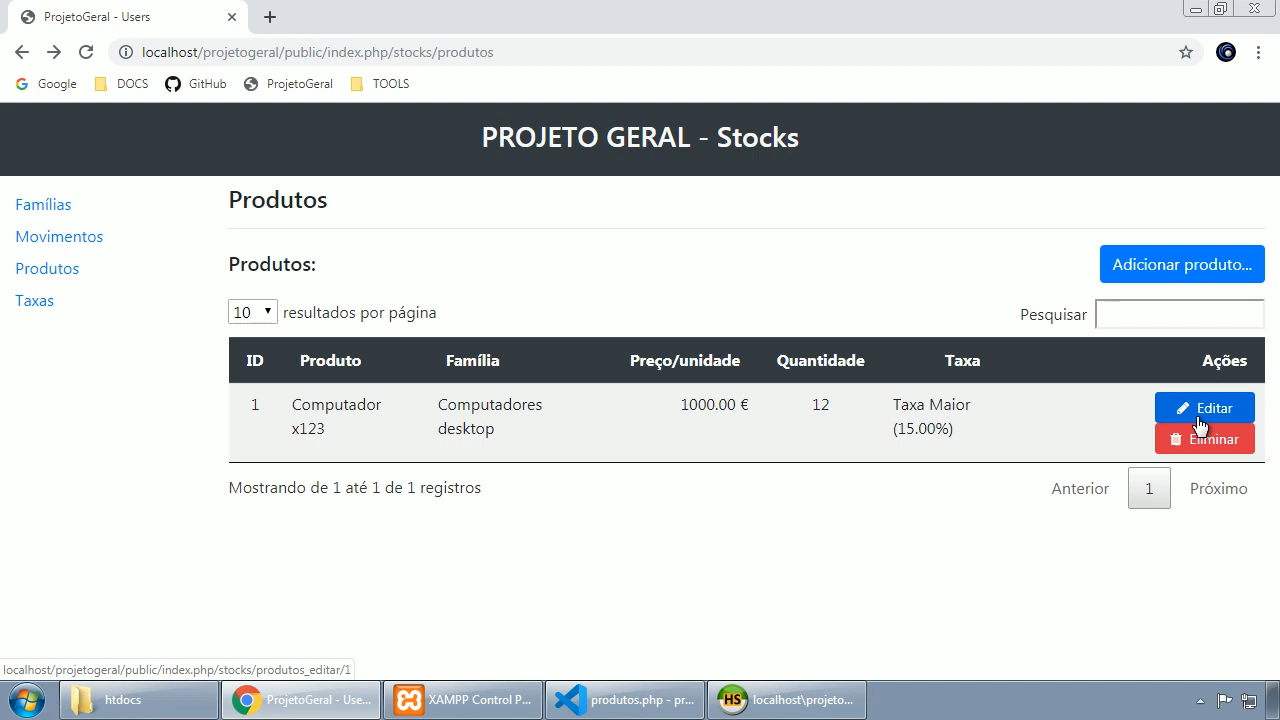 ProjetoGeral - Users
localhost/projetogeral/public/index.php/stocks/produtos
Google DOCS GitHub ProjetoGeral TOOLS
PROJETO GERAL - Stocks
Famílias
Movimentos
Produtos
Taxas
Produtos
Produtos:
Adicionar produto...
10 resultados por página
Pesquisar
ID Produto Família Preço/unidade Quantidade Taxa Ações
1 Computador Computadores 1000.00 € 12 Taxa Maior Editar
x123 desktop (15.00%) Eliminar
Mostrando de 1 até 1 de 1 registros
Anterior 1 Próximo
localhost/projetogeral/public/index.php/stocks/produtos_editar/1
htdocs ProjetoGeral - Use... XAMPP Control P... produtos.php - pr... HS localhost\projeto...